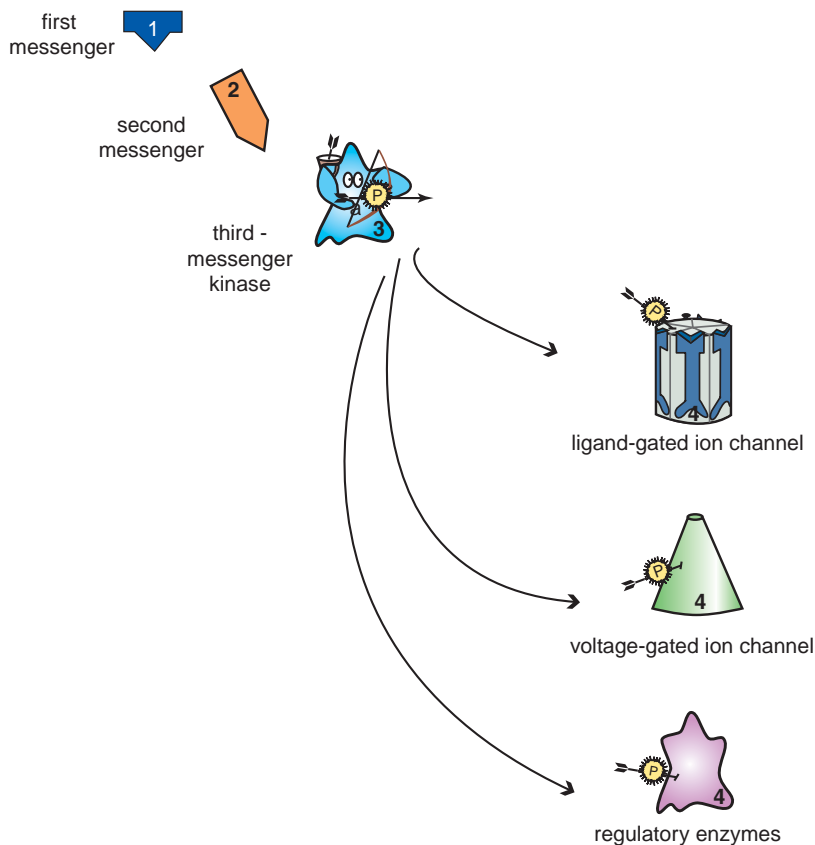 first
messenger
1
2
second
messenger
P
a
3
third -
messenger
kinase
P
4
ligand-gated ion channel
P
4
voltage-gated ion channel
P
4
regulatory enzymes